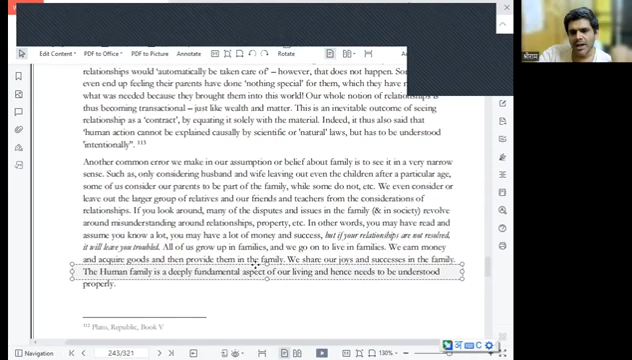 Edit Content PDF to Office PDF to Picture Annotate Rotate
relationships would 'automatically be taken care of' – however, that does not happen.
even end up feeling their parents have done 'nothing special' for them, which they have
what was needed because they brought them into this world! Our whole notion of relationships is
thus becoming transactional – just like wealth and matter. This is an inevitable outcome of seeing
relationship as a 'contract', by equating it solely with the material. Indeed, it thus also said that
'human action cannot be explained causally by scientific or 'natural' laws, but has to be understood
'intentionally". 113
Another common error we make in our assumption or belief about family is to see it in a very narrow
sense. Such as, only considering husband and wife leaving out even the children after a particular age,
some of us consider our parents to be part of the family, while some do not, etc. We even consider or
leave out the larger group of relatives and our friends and teachers from the considerations of
relationships. If you look around, many of the disputes and issues in the family (& in society) revolve
around misunderstanding around relationships, property, etc. In other words, you may have read and
assume you know a lot, you may have a lot of money and success, but if your relationships are not resolved,
it will leave you troubled. All of us grow up in families, and we go on to live in families. We earn money
and acquire goods and then provide them in the family. We share our joys and successes in the family.
The Human family is a deeply fundamental aspect of our living and hence needs to be understood
properly.
112 Plato, Republic, Book V
Navigation 243/321 130%
श्रीराम